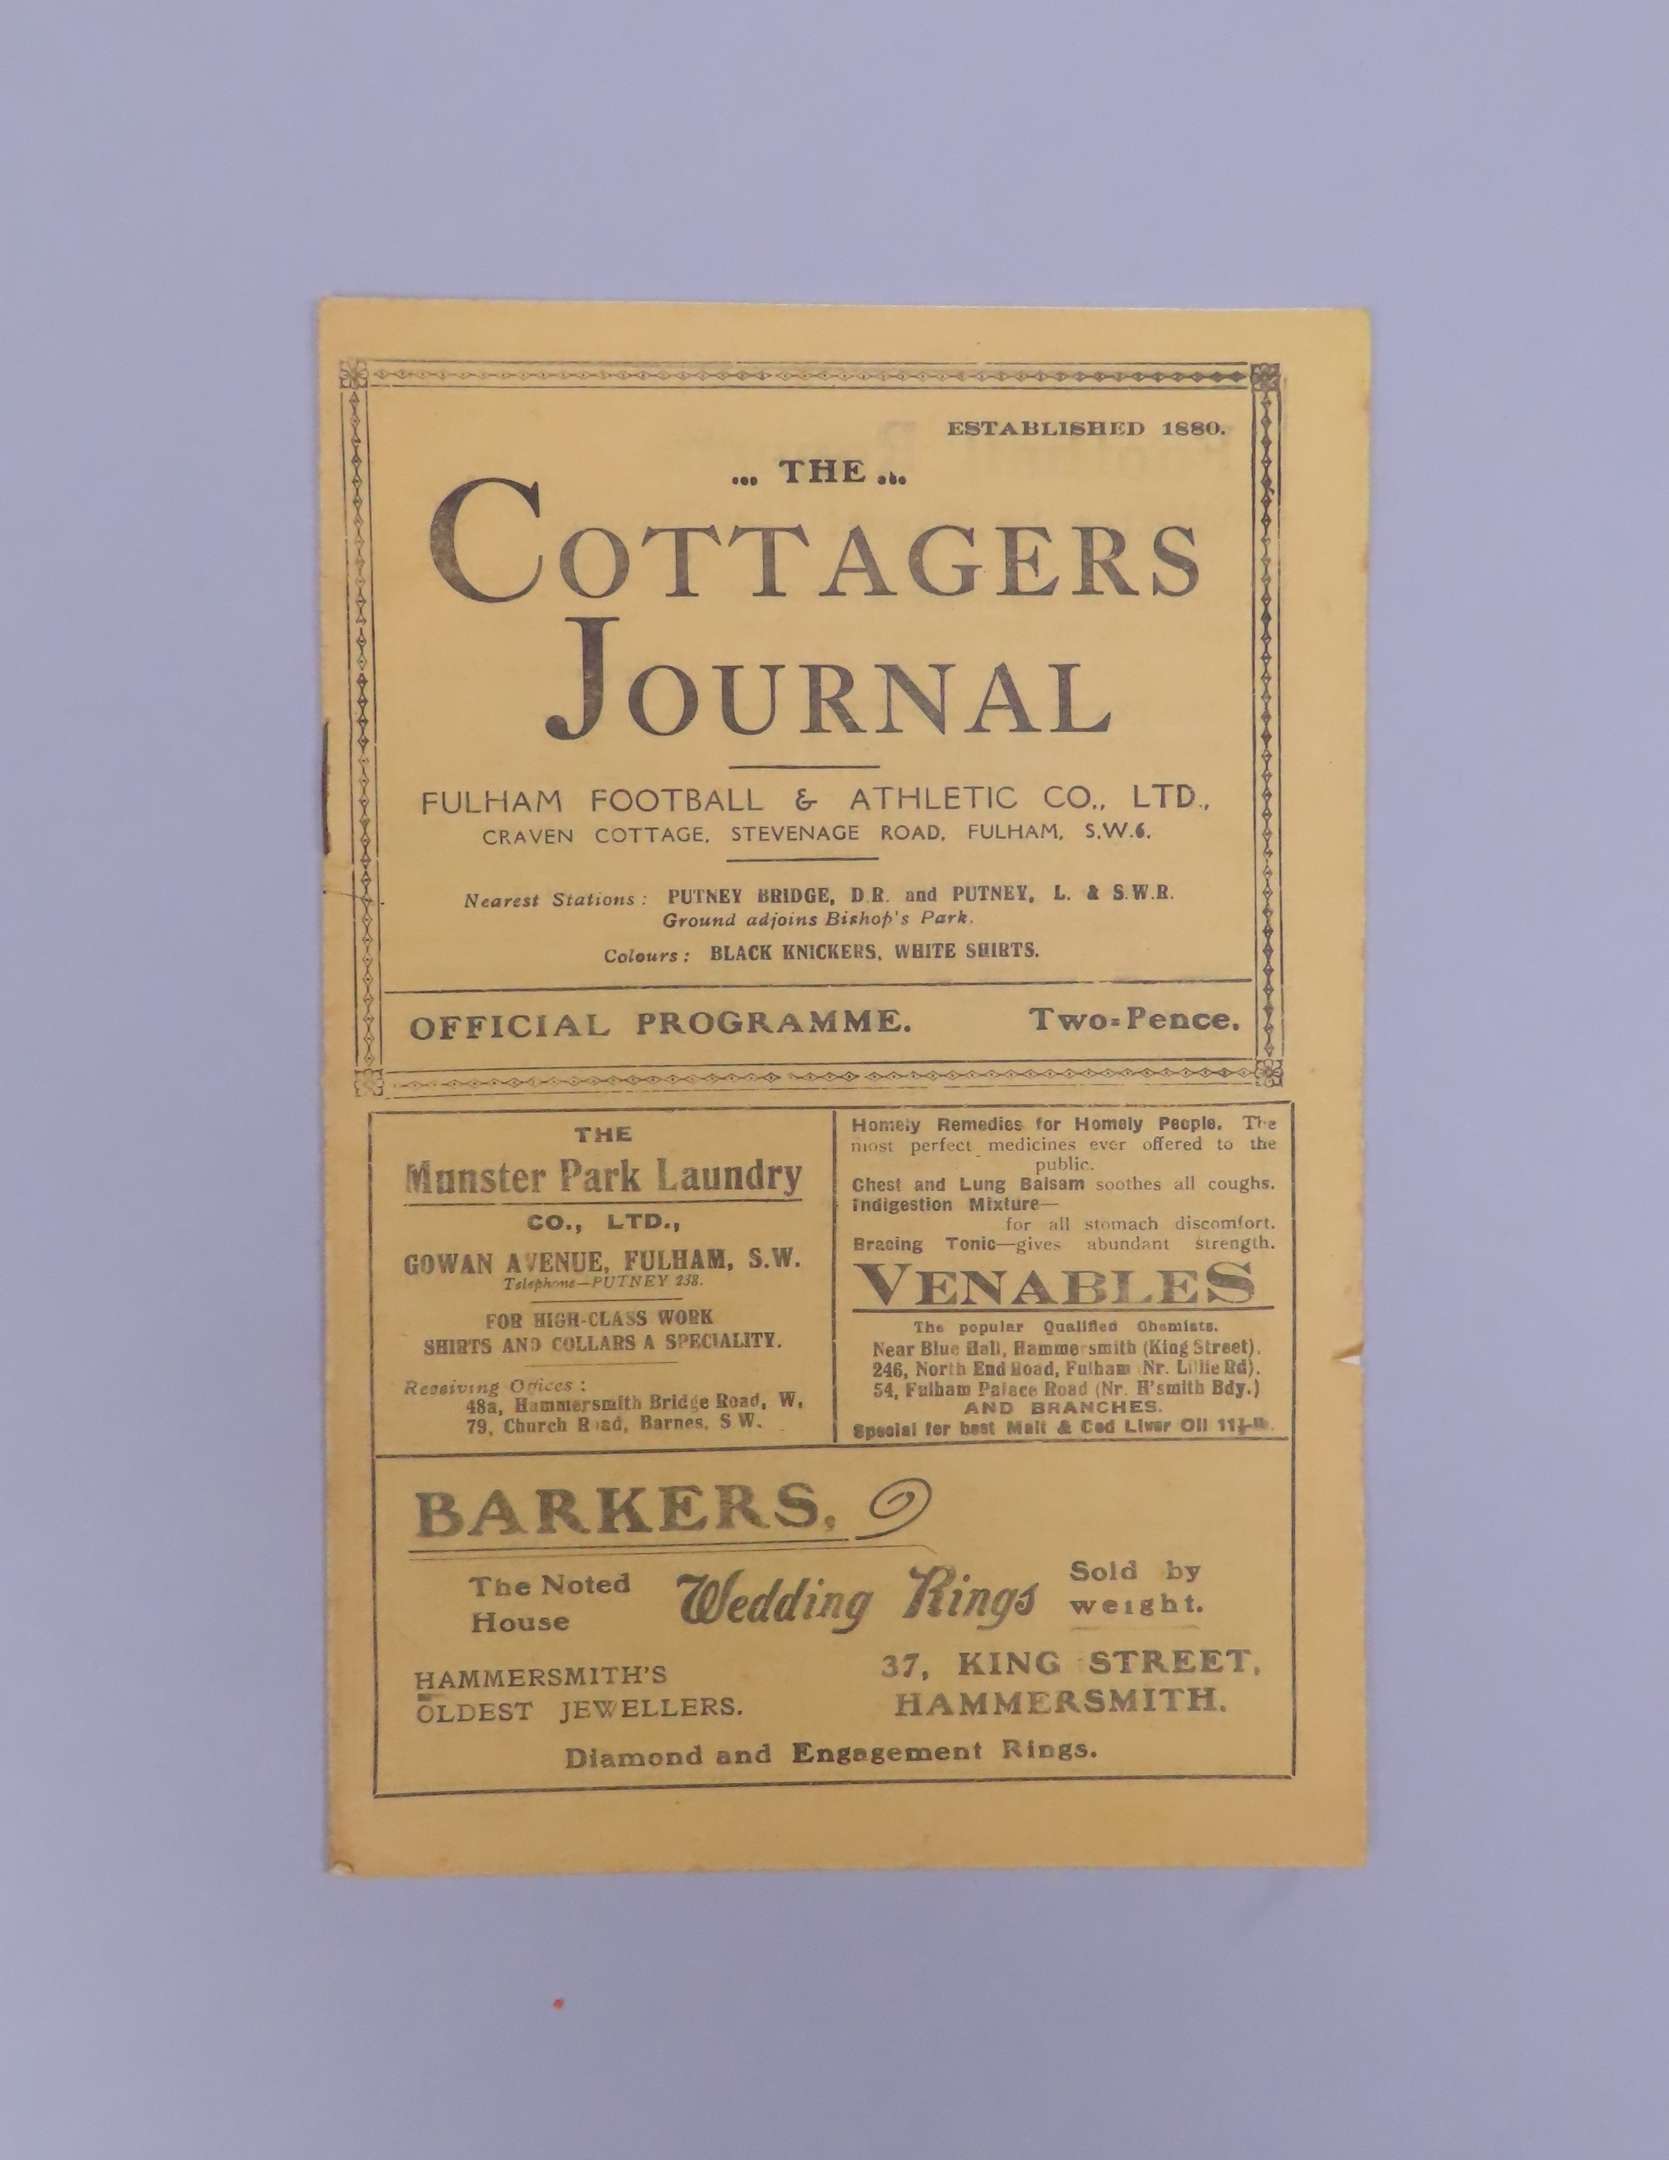 ESTABLISHED 1880.
... THE ...
COTTAGERS
JOURNAL
FULHAM FOOTBALL & ATHLETIC CO., LTD.,
CRAVEN COTTAGE, STEVENAGE ROAD, FULHAM, S.W.6.
Nearest Stations: PUTNEY BRIDGE, D.R. and PUTNEY, L. & S.W.R.
Ground adjoins Bishop's Park.
Colours: BLACK KNICKERS, WHITE SHIRTS.
OFFICIAL PROGRAMME. Two-Pence.
THE
Munster Park Laundry
CO., LTD.,
GOWAN AVENUE, FULHAM, S.W.
Telephone—PUTNEY 238.
FOR HIGH-CLASS WORK
SHIRTS AND COLLARS A SPECIALITY.
Receiving Offices:
48a, Hammersmith Bridge Road, W.
79, Church Road, Barnes, S.W.
Homely Remedies for Homely People. The
most perfect medicines ever offered to the
public.
Chest and Lung Balsam soothes all coughs.
Indigestion Mixture—
for all stomach discomfort.
Bracing Tonic—gives abundant strength.
VENABLES
The popular Qualified Chemists.
Near Blue Hall, Hammersmith (King Street).
246, North End Road, Fulham (Nr. Lillie Rd).
54, Fulham Palace Road (Nr. H'smith Bdy.)
AND BRANCHES.
Special for best Malt & Cod Liver Oil
BARKERS,
The Noted
House
Wedding Rings
Sold by
weight.
HAMMERSMITH'S
OLDEST JEWELLERS.
37, KING STREET,
HAMMERSMITH.
Diamond and Engagement Rings.